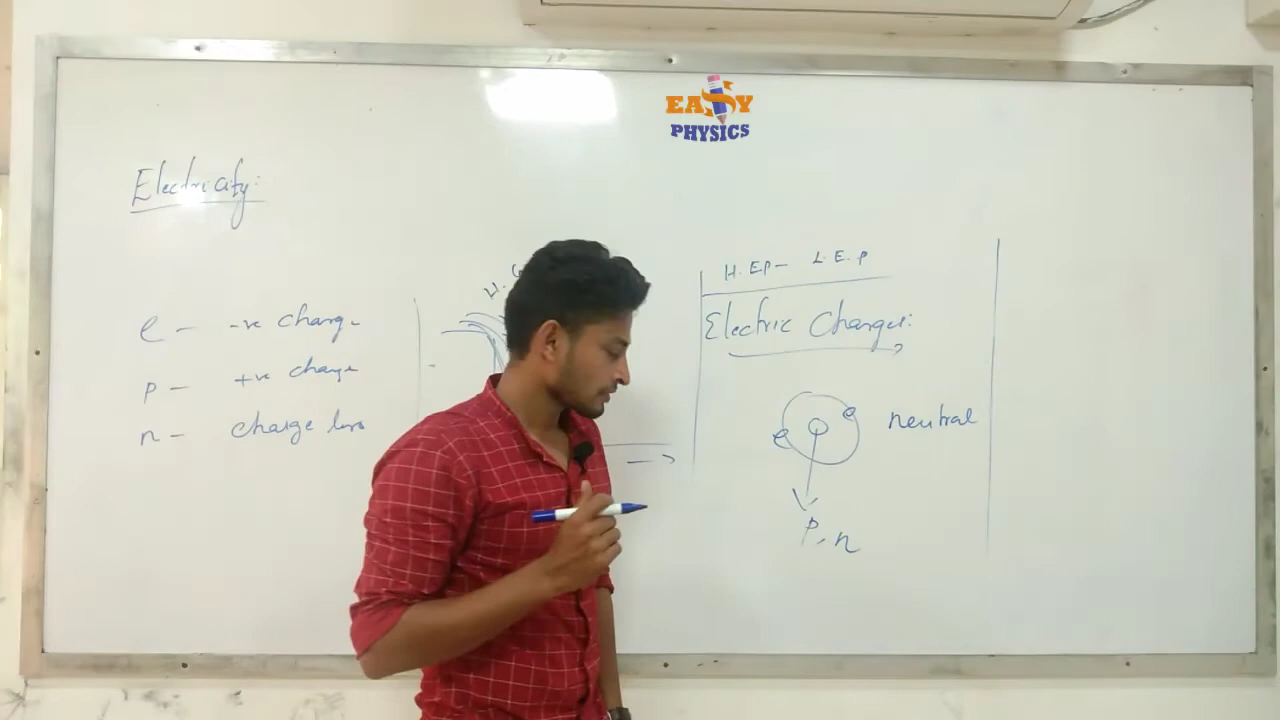 EASY
PHYSICS
Electricity:
e - -ve charge
p - +ve charge
n - charge less
H.EP - L.E.P
Electric Charges:
e
e
neutral
P, n